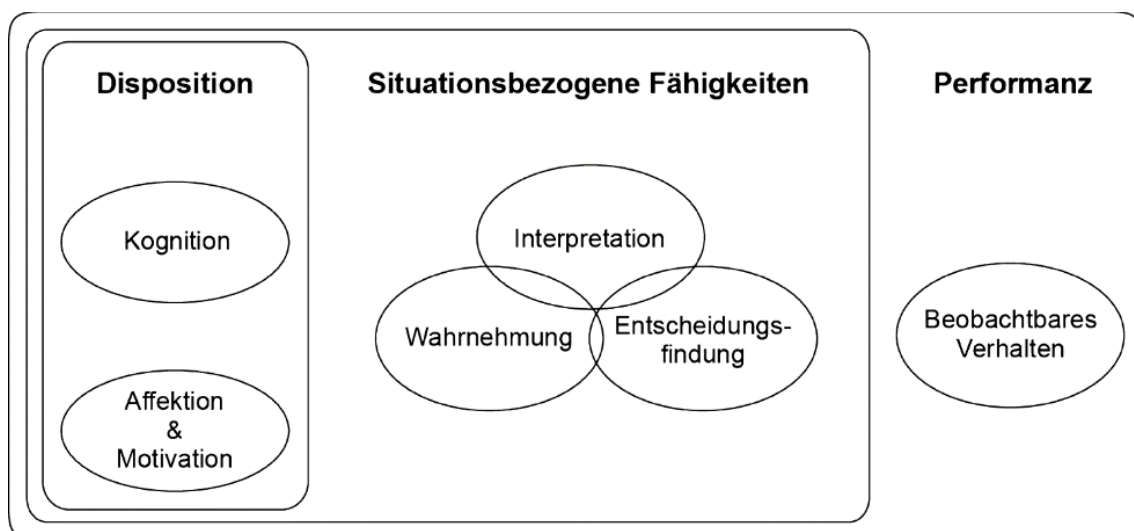 Disposition
Situationsbezogene Fähigkeiten
Performanz
Kognition
Affektion
&
Motivation
Interpretation
Wahrnehmung
Entscheidungs-
findung
Beobachtbares
Verhalten